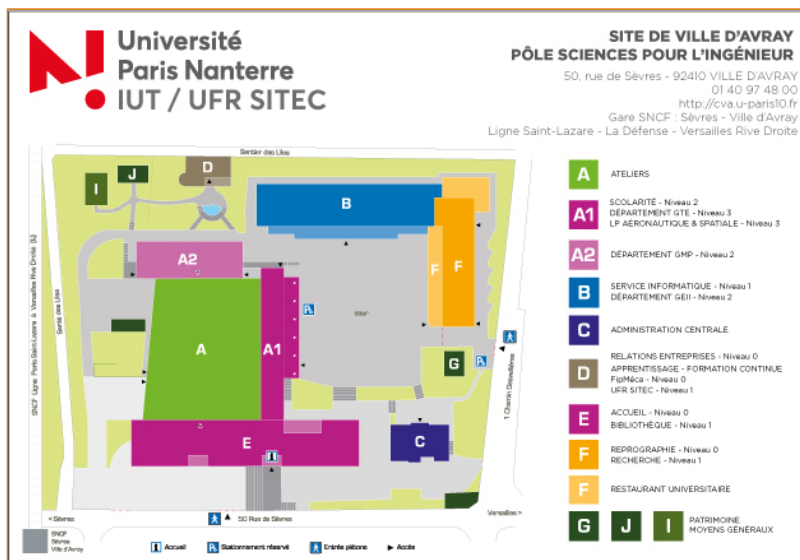 Université
Paris Nanterre
IUT / UFR SITEC
SITE DE VILLE D'AVRAY
PÔLE SCIENCES POUR L'INGÉNIEUR
50, rue de Sèvres - 92410 VILLE D'AVRAY
01 40 97 48 00
http://cva.u-paris10.fr
Gare SNCF : Sèvres - Ville d'Avray
Ligne Saint-Lazare - La Défense - Versailles Rive Droite
Sentier des Lîles
SNCF Ligne Paris Saint-Lazare à Versailles Rive Droite (L)
Sente des Lîles
I
J
D
B
A2
F
F
A
A1
G
E
C
1 Chemin Desvallières
< Sèvres
50 Rue de Sèvres
Versailles >
SNCF
Sèvres
Ville d'Avray
Accueil
Stationnement réservé
Entrée piétons
Accès
A
ATELIERS
A1
SCOLARITÉ - Niveau 2
DÉPARTEMENT GTE - Niveau 3
LP AÉRONAUTIQUE & SPATIALE - Niveau 3
A2
DÉPARTEMENT GMP - Niveau 2
B
SERVICE INFORMATIQUE - Niveau 1
DÉPARTEMENT GEII - Niveau 2
C
ADMINISTRATION CENTRALE
D
RELATIONS ENTREPRISES - Niveau 0
APPRENTISSAGE - FORMATION CONTINUE
FipMéca - Niveau 0
UFR SITEC - Niveau 1
E
ACCUEIL - Niveau 0
BIBLIOTHÈQUE - Niveau 1
F
REPROGRAPHIE - Niveau 0
RECHERCHE - Niveau 1
F
RESTAURANT UNIVERSITAIRE
G J I
PATRIMOINE
MOYENS GÉNÉRAUX